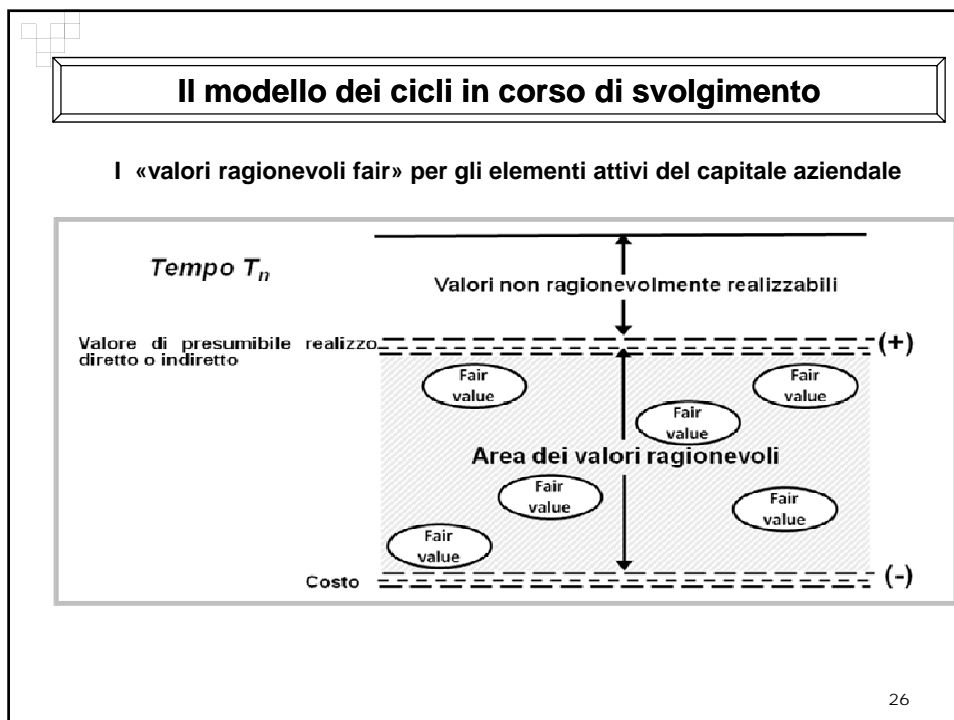 Il modello dei cicli in corso di svolgimento
I «valori ragionevoli fair» per gli elementi attivi del capitale aziendale
Tempo Tn
Valori non ragionevolmente realizzabili
Valore di presumibile realizzo
diretto o indiretto
(+)
Fair
value
Fair
value
Fair
value
Area dei valori ragionevoli
Fair
value
Fair
value
Fair
value
Costo
(-)
26